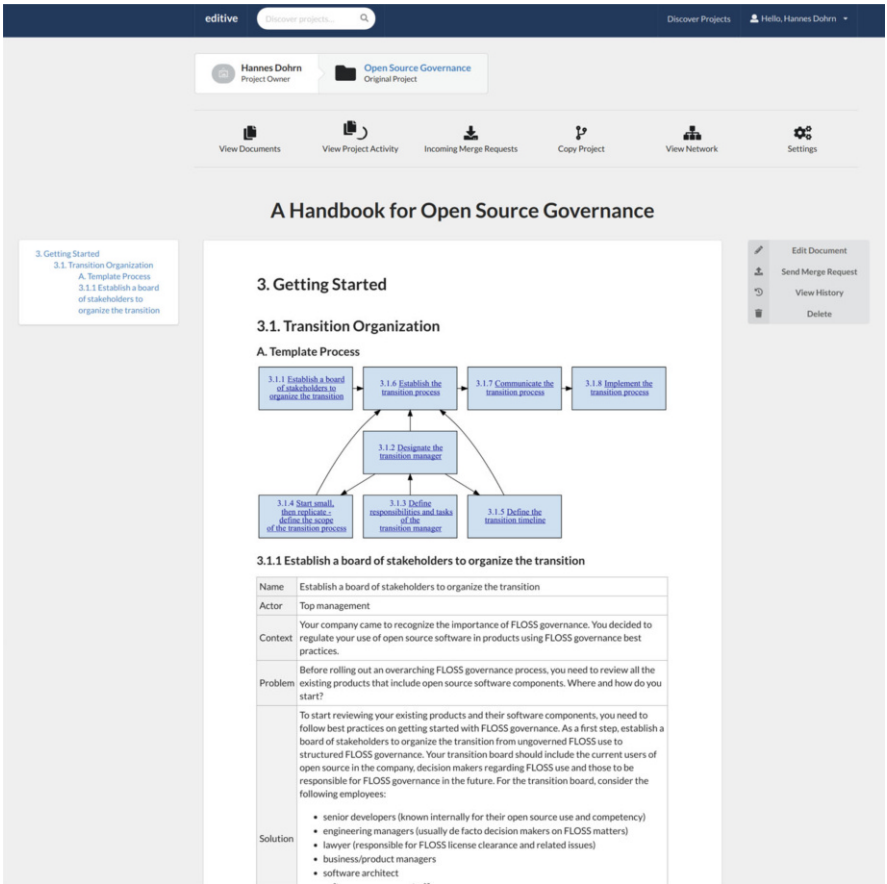 editive
Discover projects...
Discover Projects
Hello, Hannes Dohrn
Hannes Dohrn
Project Owner
Open Source Governance
Original Project
View Documents
View Project Activity
Incoming Merge Requests
Copy Project
View Network
Settings
A Handbook for Open Source Governance
3. Getting Started
3.1. Transition Organization
A. Template Process
3.1.1 Establish a board
of stakeholders to
organize the transition
Edit Document
Send Merge Request
View History
Delete
3. Getting Started
3.1. Transition Organization
A. Template Process
3.1.1 Establish a board
of stakeholders to
organize the transition
3.1.6 Establish the
transition process
3.1.7 Communicate the
transition process
3.1.8 Implement the
transition process
3.1.2 Designate the
transition manager
3.1.4 Start small,
then replicate -
define the scope
of the transition process
3.1.3 Define
responsibilities and tasks
of the
transition manager
3.1.5 Define the
transition timeline
3.1.1 Establish a board of stakeholders to organize the transition
Name Establish a board of stakeholders to organize the transition
Actor Top management
Context
Your company came to recognize the importance of FLOSS governance. You decided to
regulate your use of open source software in products using FLOSS governance best
practices.
Problem
Before rolling out an overarching FLOSS governance process, you need to review all the
existing products that include open source software components. Where and how do you
start?
Solution
To start reviewing your existing products and their software components, you need to
follow best practices on getting started with FLOSS governance. As a first step, establish a
board of stakeholders to organize the transition from ungoverned FLOSS use to
structured FLOSS governance. Your transition board should include the current users of
open source in the company, decision makers regarding FLOSS use and those to be
responsible for FLOSS governance in the future. For the transition board, consider the
following employees:
• senior developers (known internally for their open source use and competency)
• engineering managers (usually de facto decision makers on FLOSS matters)
• lawyer (responsible for FLOSS license clearance and related issues)
• business/product managers
• software architect